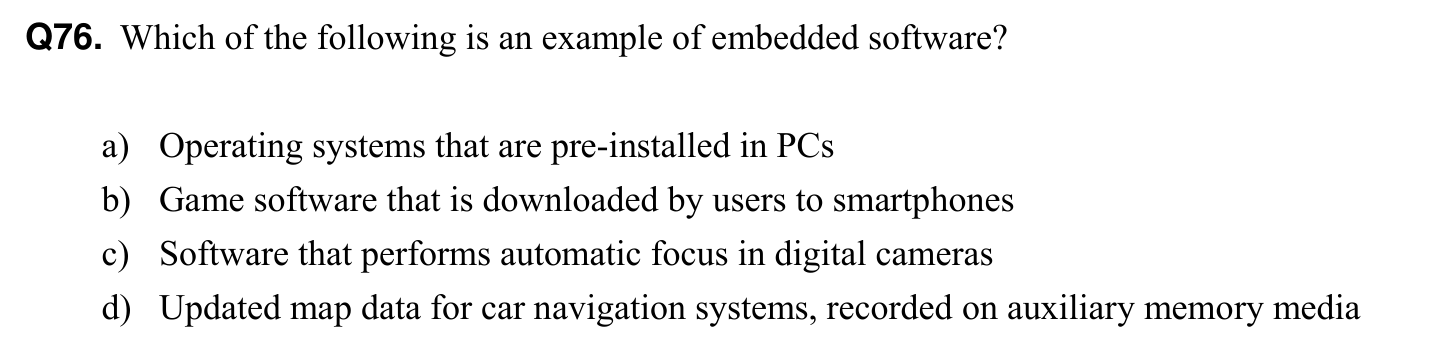 Q76. Which of the following is an example of embedded software?
a) Operating systems that are pre-installed in PCs
b) Game software that is downloaded by users to smartphones
c) Software that performs automatic focus in digital cameras
d) Updated map data for car navigation systems, recorded on auxiliary memory media